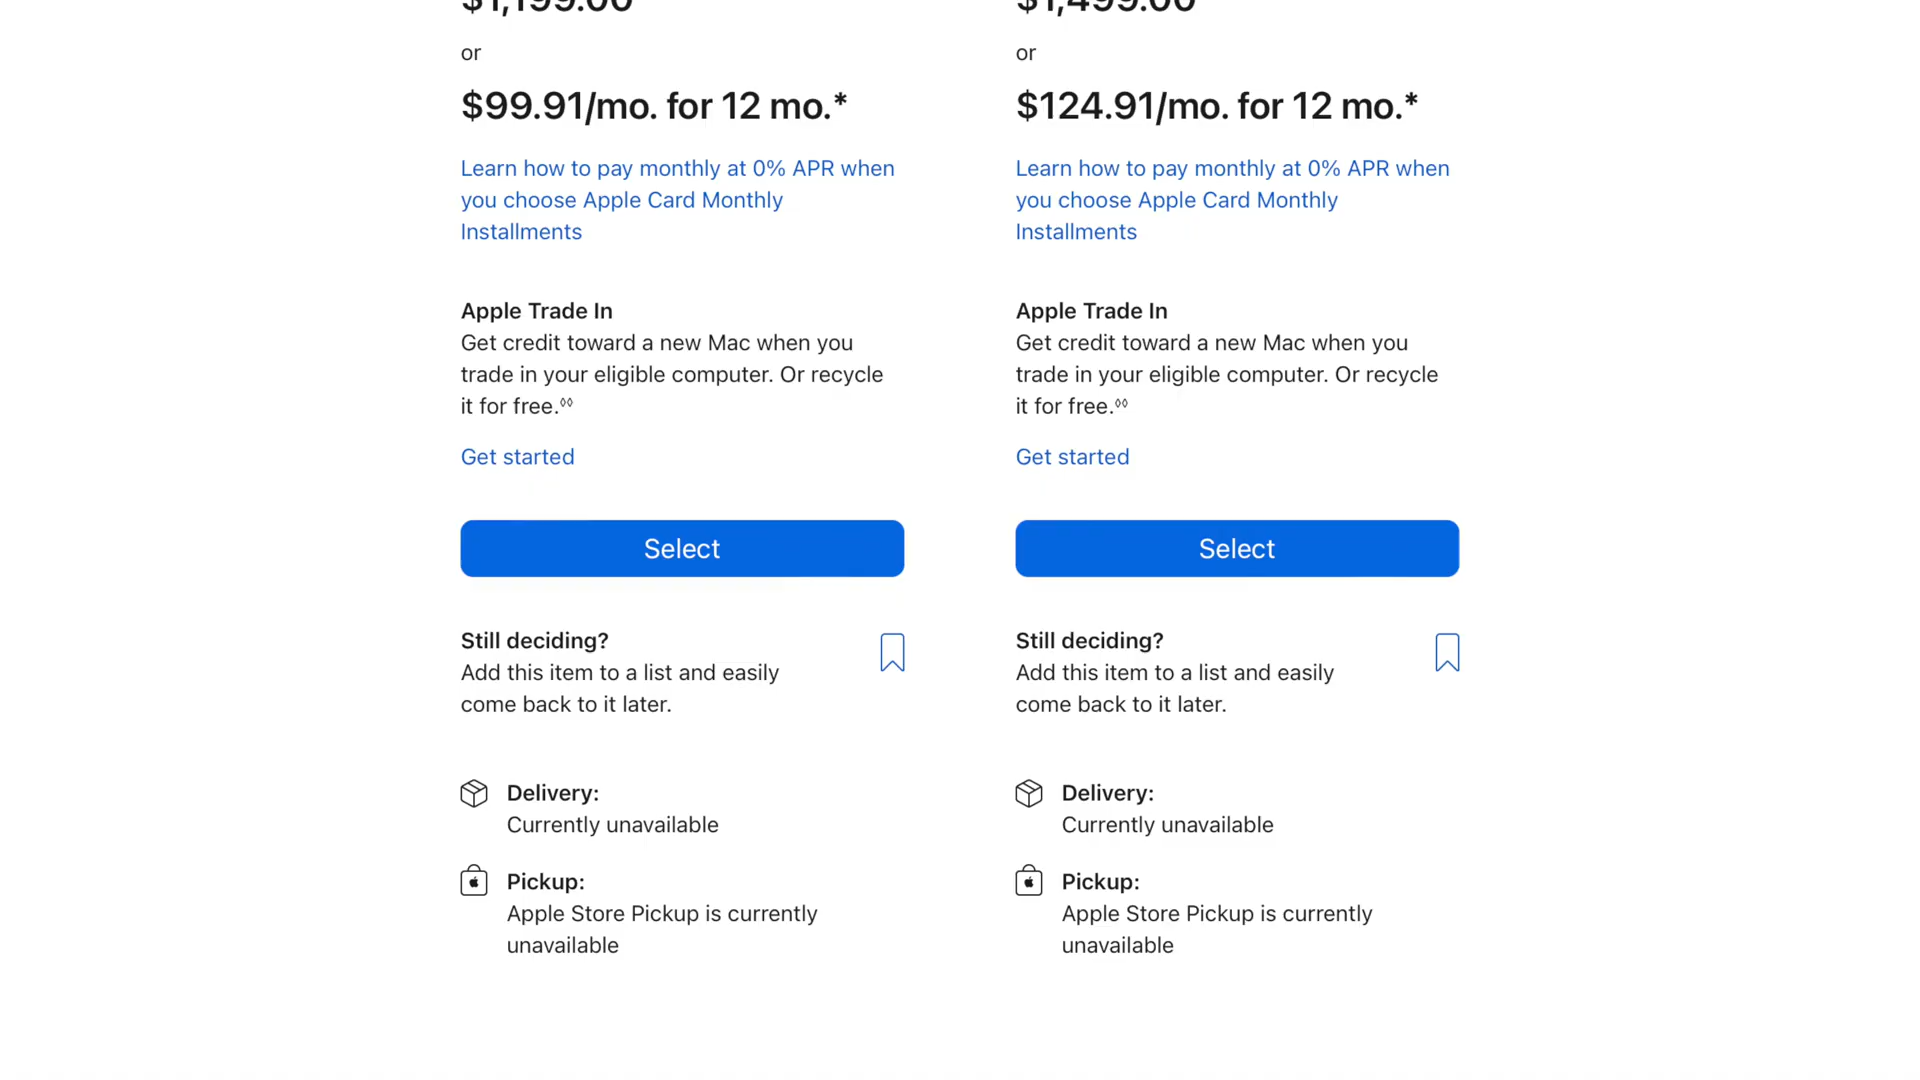 $1,199.00
or
$99.91/mo. for 12 mo.*
Learn how to pay monthly at 0% APR when
you choose Apple Card Monthly
Installments
Apple Trade In
Get credit toward a new Mac when you
trade in your eligible computer. Or recycle
it for free.◊◊
Get started
Select
Still deciding?
Add this item to a list and easily
come back to it later.
Delivery:
Currently unavailable
Pickup:
Apple Store Pickup is currently
unavailable
$1,499.00
or
$124.91/mo. for 12 mo.*
Learn how to pay monthly at 0% APR when
you choose Apple Card Monthly
Installments
Apple Trade In
Get credit toward a new Mac when you
trade in your eligible computer. Or recycle
it for free.◊◊
Get started
Select
Still deciding?
Add this item to a list and easily
come back to it later.
Delivery:
Currently unavailable
Pickup:
Apple Store Pickup is currently
unavailable